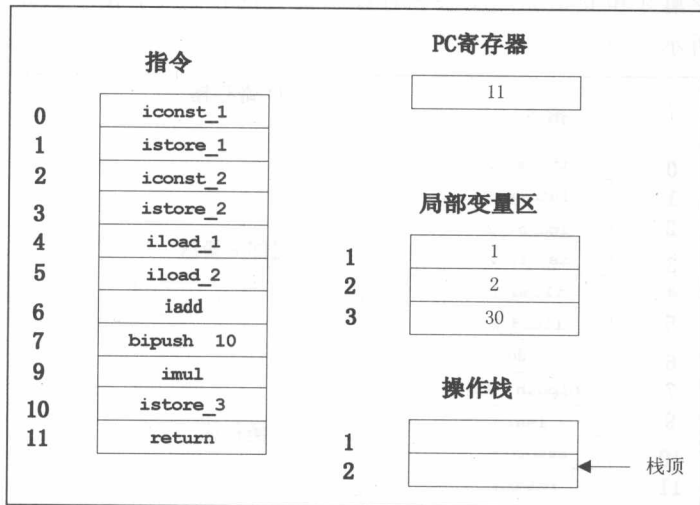 指令
0 iconst_1
1 istore_1
2 iconst_2
3 istore_2
4 iload_1
5 iload_2
6 iadd
7 bipush 10
9 imul
10 istore_3
11 return
PC寄存器
11
局部变量区
1 1
2 2
3 30
操作栈
1
2
栈顶